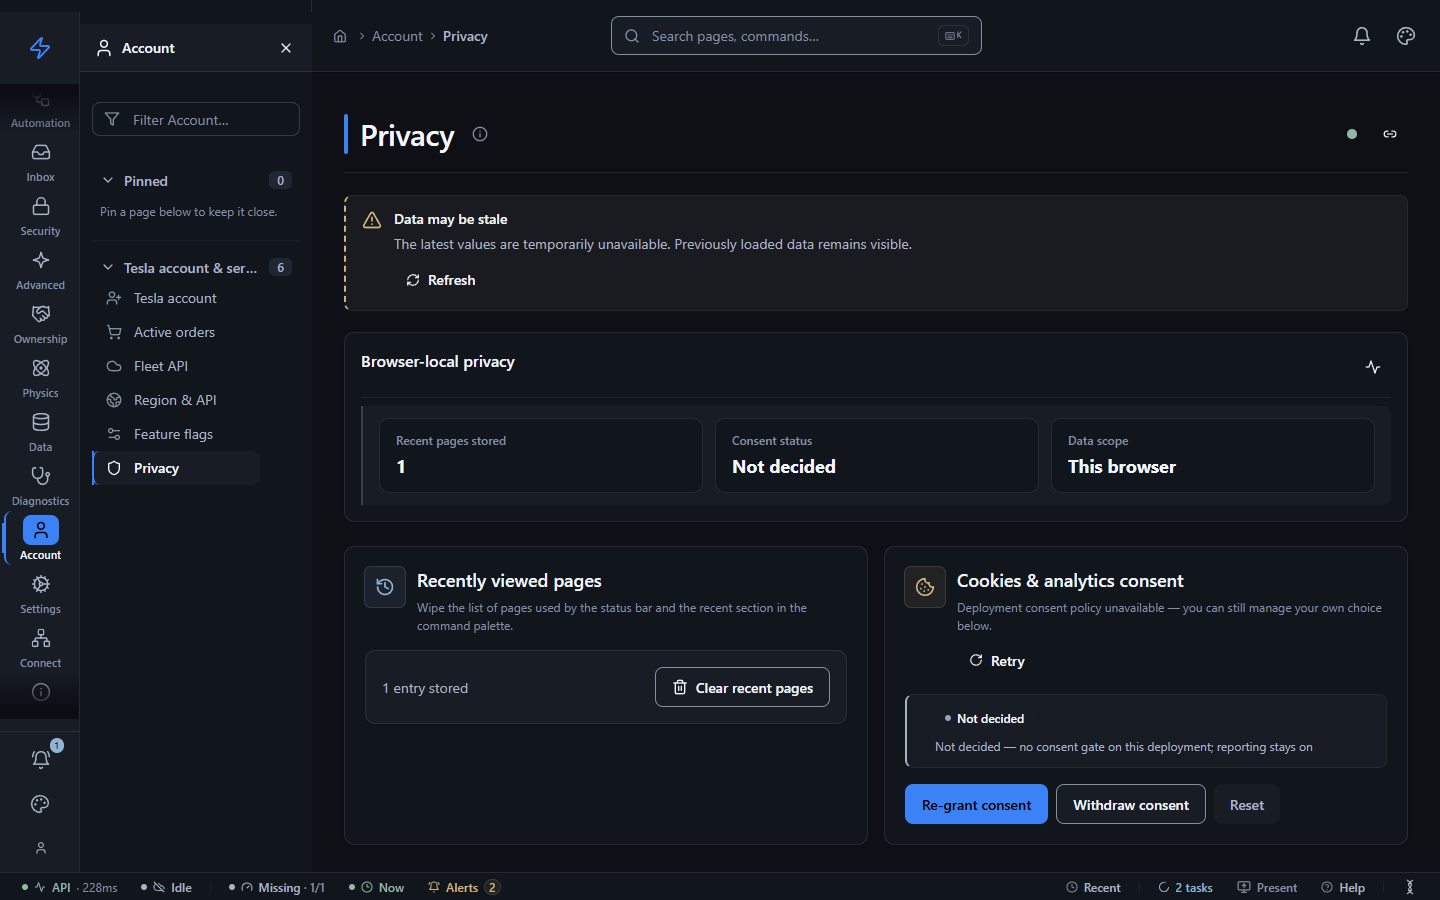 Automation
Inbox
Security
Advanced
Ownership
Physics
Data
Diagnostics
Account
Settings
Connect
1
Account
Filter Account...
Pinned
0
Pin a page below to keep it close.
Tesla account & ser...
6
Tesla account
Active orders
Fleet API
Region & API
Feature flags
Privacy
Account
Privacy
Search pages, commands...
K
Privacy
Data may be stale
The latest values are temporarily unavailable. Previously loaded data remains visible.
Refresh
Browser-local privacy
Recent pages stored
1
Consent status
Not decided
Data scope
This browser
Recently viewed pages
Wipe the list of pages used by the status bar and the recent section in the
command palette.
1 entry stored
Clear recent pages
Cookies & analytics consent
Deployment consent policy unavailable — you can still manage your own choice
below.
Retry
Not decided
Not decided — no consent gate on this deployment; reporting stays on
Re-grant consent
Withdraw consent
Reset
API · 228ms
Idle
Missing · 1/1
Now
Alerts 2
Recent
2 tasks
Present
Help